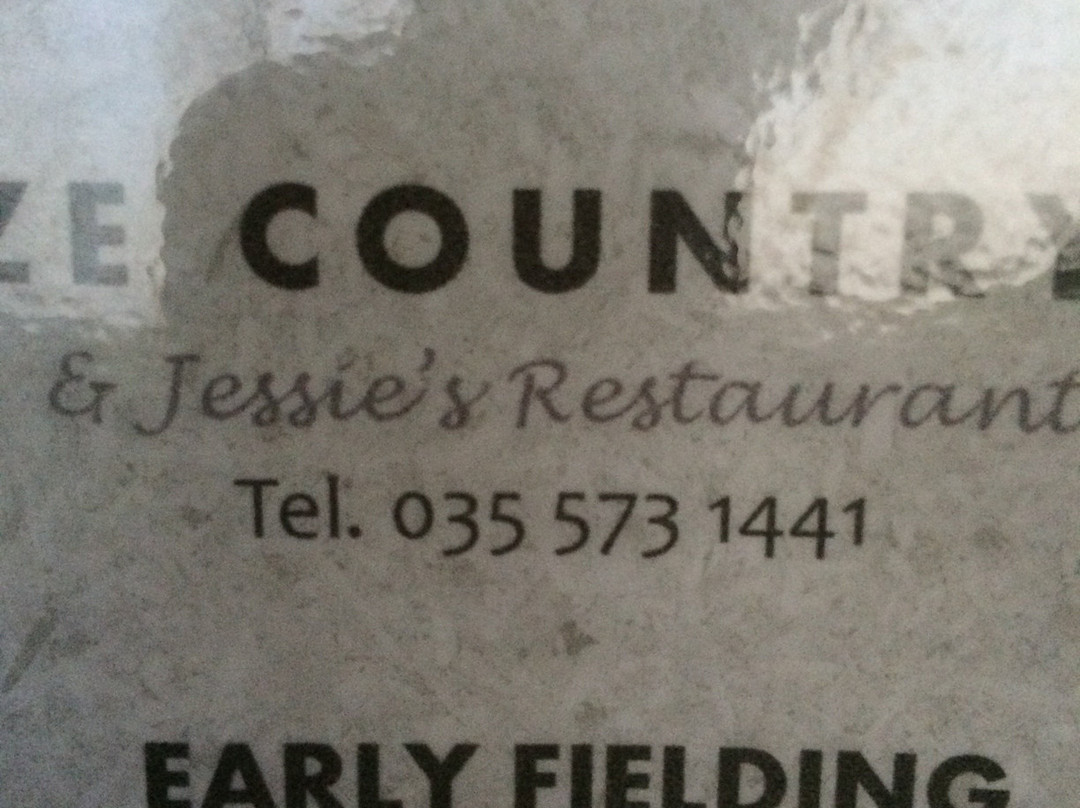 ZE COUNTRY
& Jessie's Restaurant
Tel. 035 573 1441
EARLY FIELDING